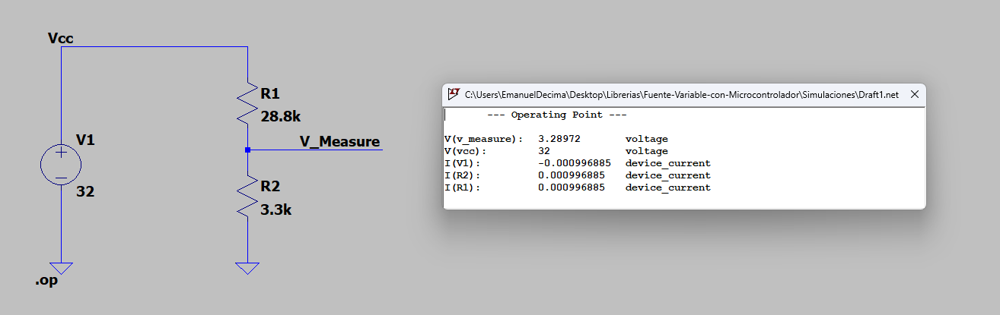 Vcc
R1
28.8k
V1
V_Measure
32
R2
3.3k
.op
C:\Users\EmanuelDecima\Desktop\Librerias\Fuente-Variable-con-Microcontrolador\Simulaciones\Draft1.net
--- Operating Point ---
V(v_measure): 3.28972 voltage
V(vcc): 32 voltage
I(V1): -0.000996885 device_current
I(R2): 0.000996885 device_current
I(R1): 0.000996885 device_current